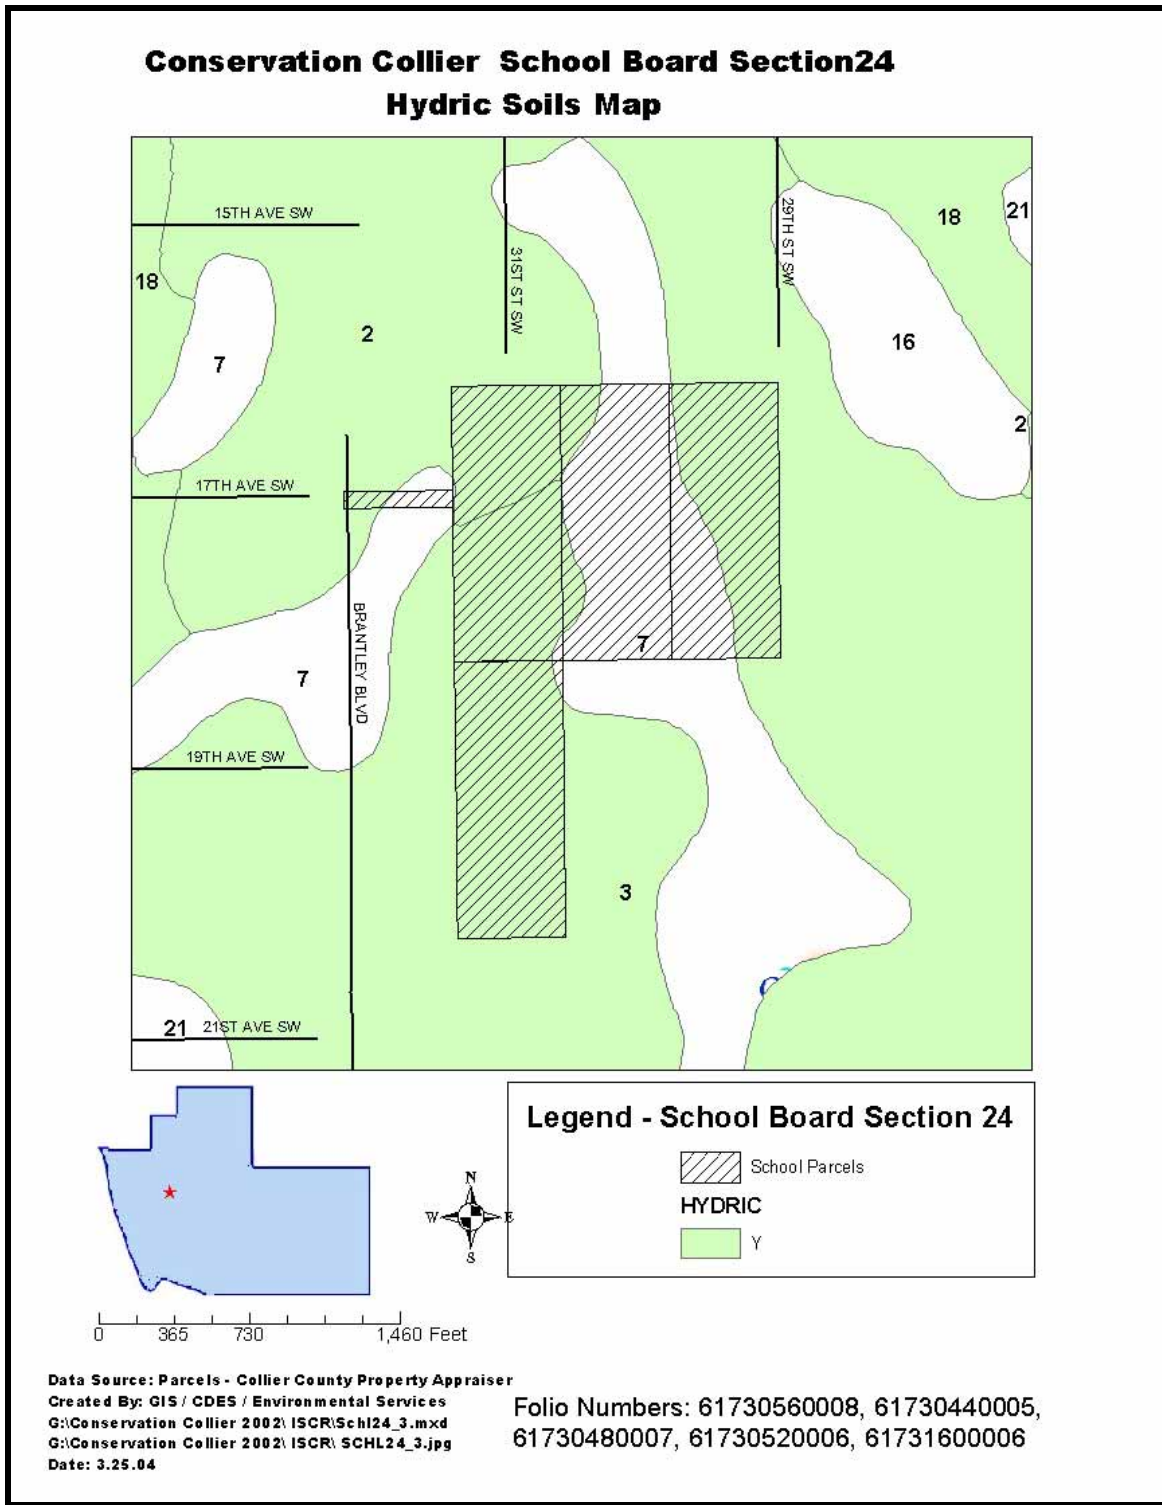 Conservation Collier School Board Section24
Hydric Soils Map
15TH AVE SW
31ST ST SW
29TH ST SW
18
21
18
2
7
16
2
17TH AVE SW
BRANTLEY BLVD
7
7
19TH AVE SW
3
21
21ST AVE SW
Legend - School Board Section 24
School Parcels
HYDRIC
Y
N
W
E
S
0
365
730
1,460 Feet
Data Source: Parcels - Collier County Property Appraiser
Created By: GIS / CDES / Environmental Services
G:\Conservation Collier 2002\ ISCR\Schl24_3.mxd
G:\Conservation Collier 2002\ ISCR\ SCHL24_3.jpg
Date: 3.25.04
Folio Numbers: 61730560008, 61730440005,
61730480007, 61730520006, 61731600006